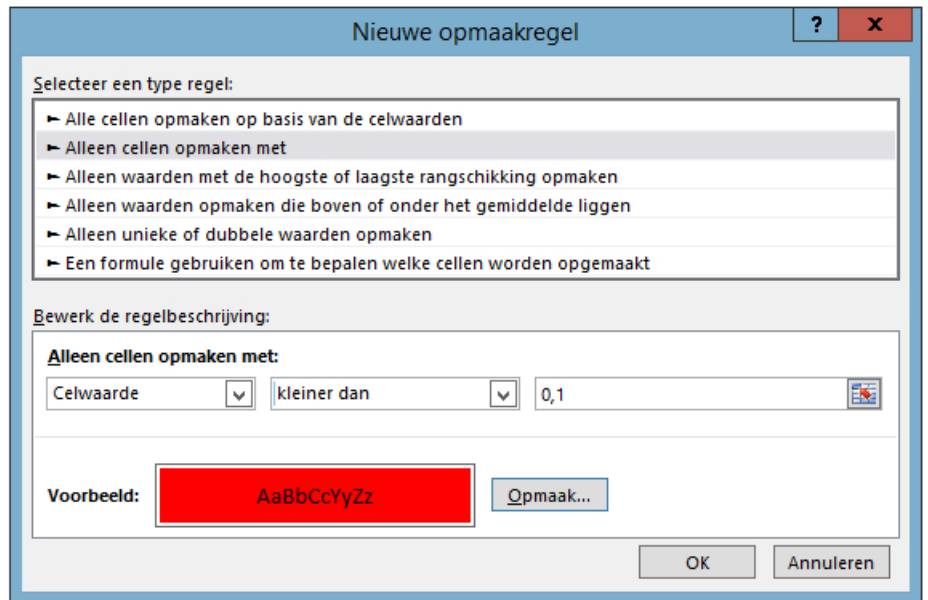 Nieuwe opmaakregel ? x
Selecteer een type regel:
► Alle cellen opmaken op basis van de celwaarden
► Alleen cellen opmaken met
► Alleen waarden met de hoogste of laagste rangschikking opmaken
► Alleen waarden opmaken die boven of onder het gemiddelde liggen
► Alleen unieke of dubbele waarden opmaken
► Een formule gebruiken om te bepalen welke cellen worden opgemaakt
Bewerk de regelbeschrijving:
Alleen cellen opmaken met:
Celwaarde kleiner dan 0,1
Voorbeeld: AaBbCcYyZz Opmaak...
OK Annuleren